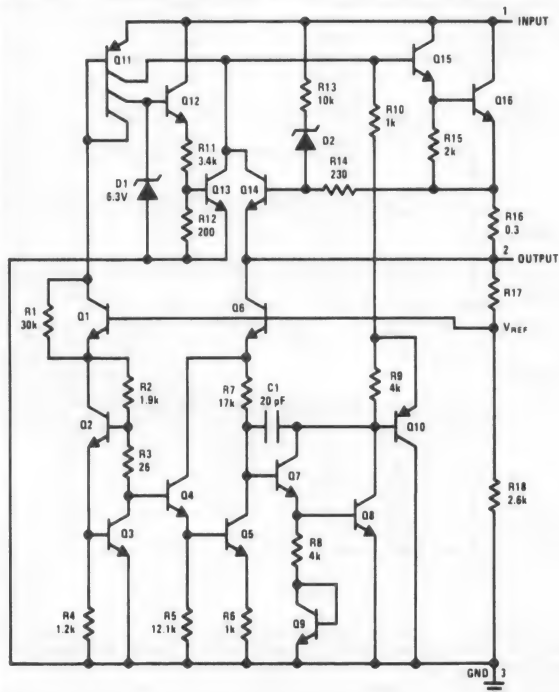 1
INPUT
Q11
Q12
Q15
Q16
R13
10k
R10
1k
D2
R15
2k
R11
3.4k
R14
230
D1
6.3V
Q13
Q14
R12
200
R16
0.3
2
OUTPUT
R1
30k
Q1
Q6
R17
VREF
R2
1.9k
R7
17k
C1
20 pF
R9
4k
Q10
Q2
R3
26
Q4
Q7
Q3
Q5
Q8
R18
2.6k
R8
4k
R4
1.2k
R5
12.1k
R6
1k
Q9
GND
3